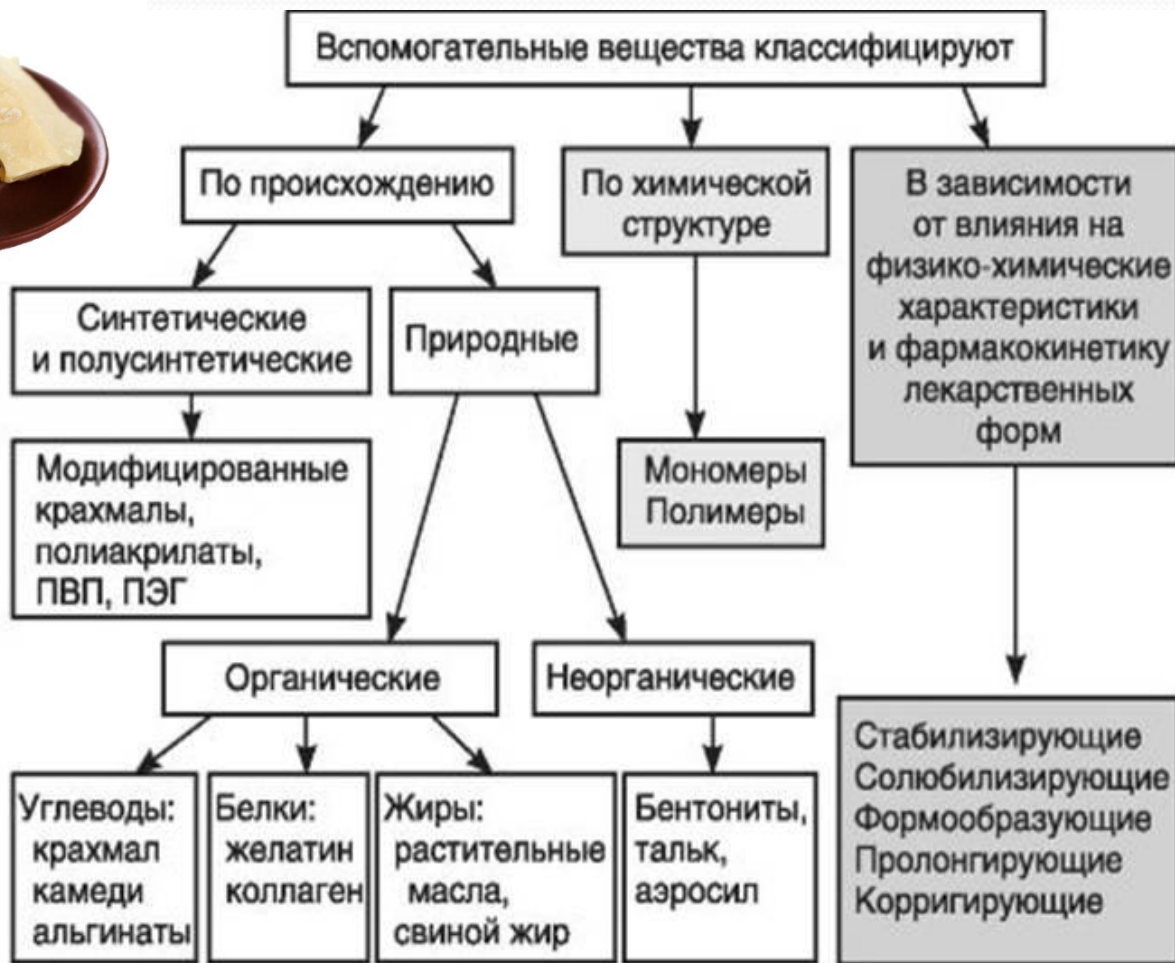 Вспомогательные вещества классифицируют
По происхождению
По химической
структуре
В зависимости
от влияния на
физико-химические
характеристики
и фармакокинетику
лекарственных
форм
Синтетические
и полусинтетические
Природные
Модифицированные
крахмалы,
полиакрилаты,
ПВП, ПЭГ
Мономеры
Полимеры
Органические
Неорганические
Углеводы:
крахмал
камеди
альгинаты
Белки:
желатин
коллаген
Жиры:
растительные
масла,
свиной жир
Бентониты,
тальк,
аэросил
Стабилизирующие
Солюбилизирующие
Формообразующие
Пролонгирующие
Корригирующие